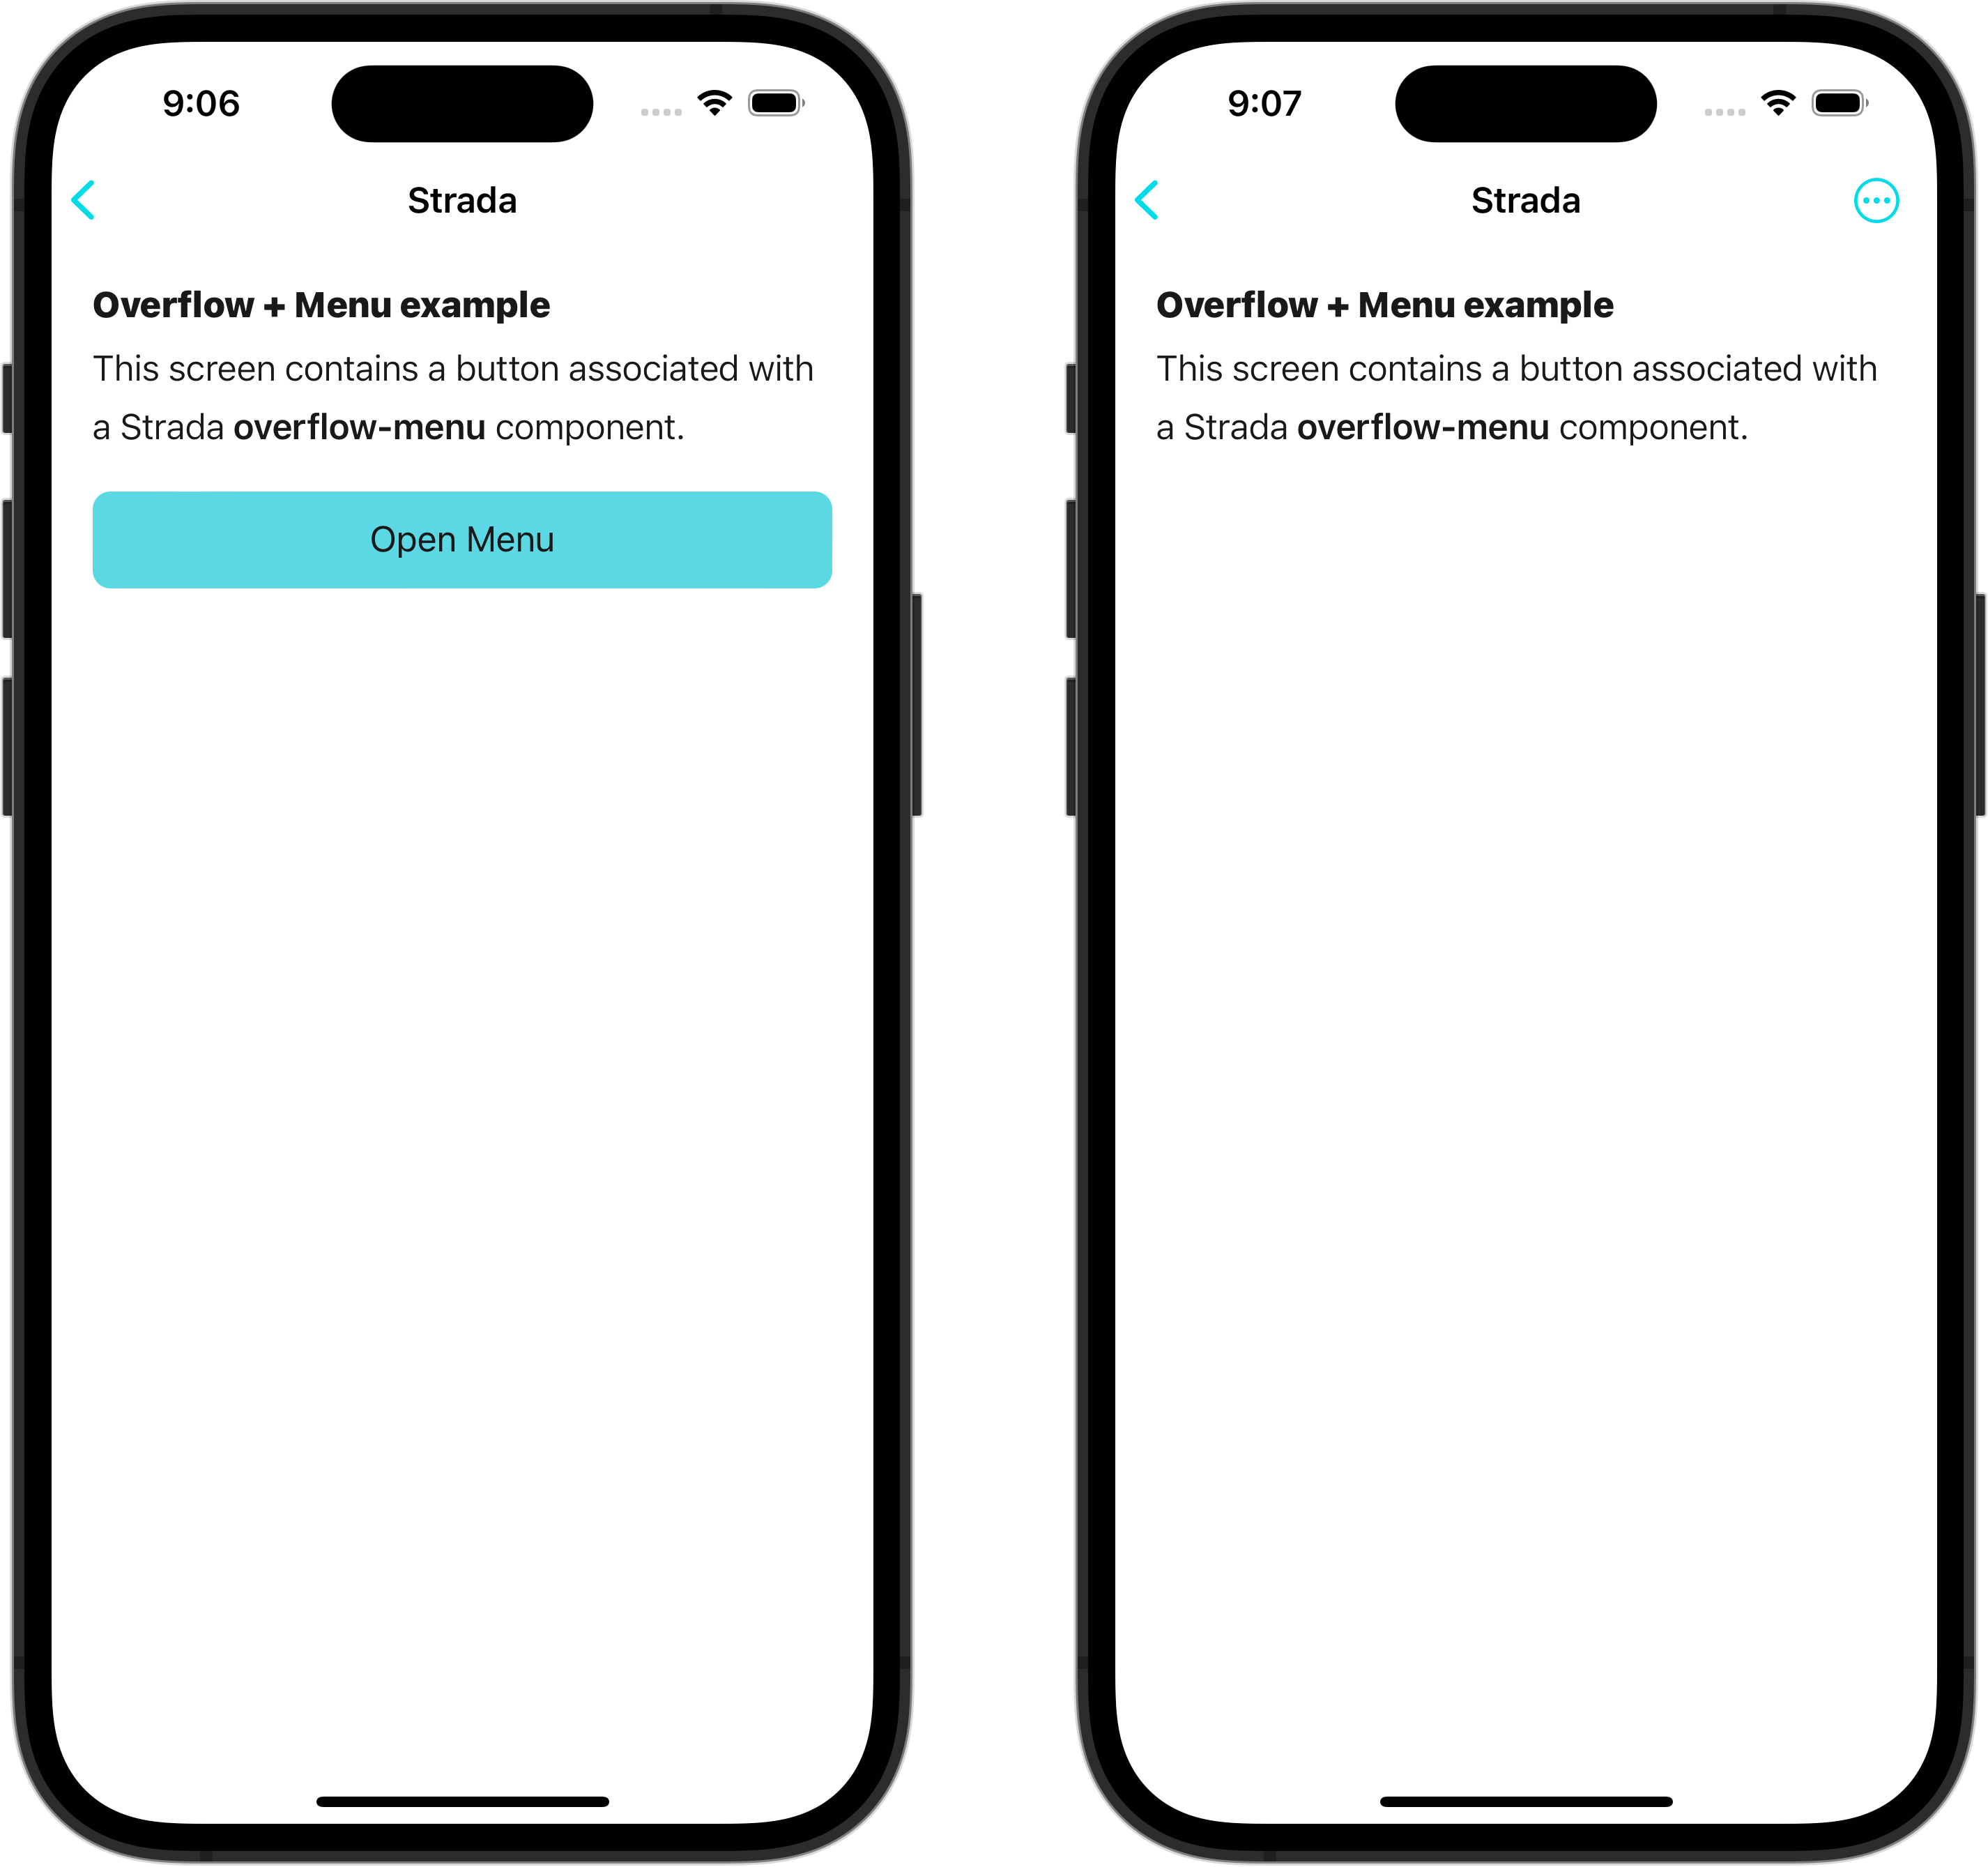 9:06
Strada
Overflow + Menu example
This screen contains a button associated with
a Strada overflow-menu component.
Open Menu
9:07
Strada
Overflow + Menu example
This screen contains a button associated with
a Strada overflow-menu component.